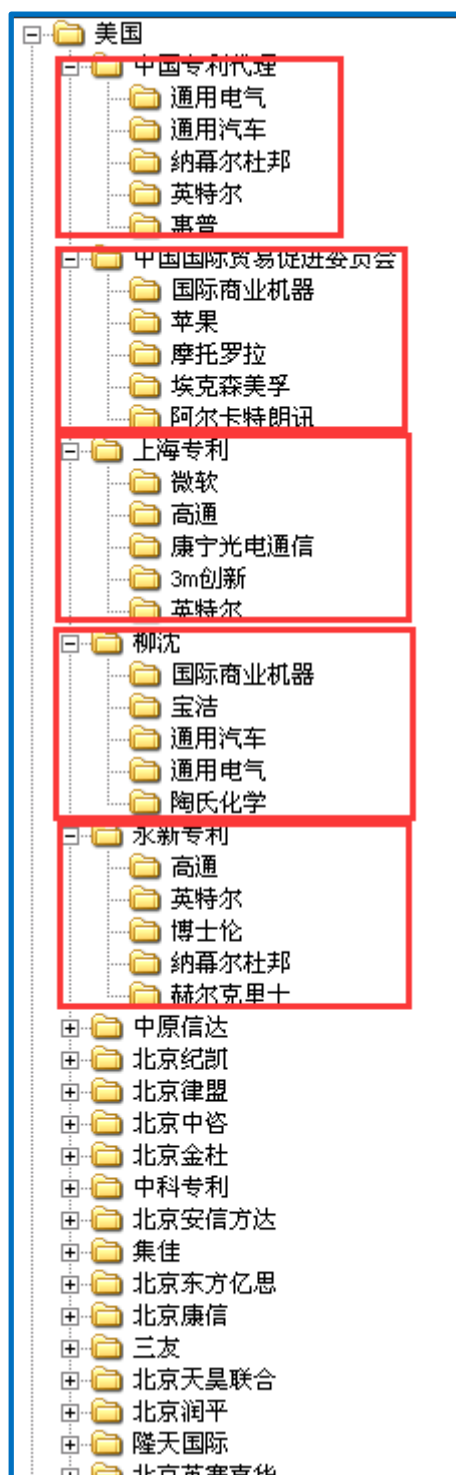 美国
中国专利代理
通用电气
通用汽车
纳幕尔杜邦
英特尔
惠普
中国国际贸易促进委员会
国际商业机器
苹果
摩托罗拉
埃克森美孚
阿尔卡特朗讯
上海专利
微软
高通
康宁光电通信
3m创新
英特尔
柳沈
国际商业机器
宝洁
通用汽车
通用电气
陶氏化学
永新专利
高通
英特尔
博士伦
纳幕尔杜邦
赫尔克里士
中原信达
北京纪凯
北京律盟
北京中咨
北京金杜
中科专利
北京安信方达
集佳
北京东方亿思
北京康信
三友
北京天昊联合
北京润平
隆天国际
北京英赛嘉华